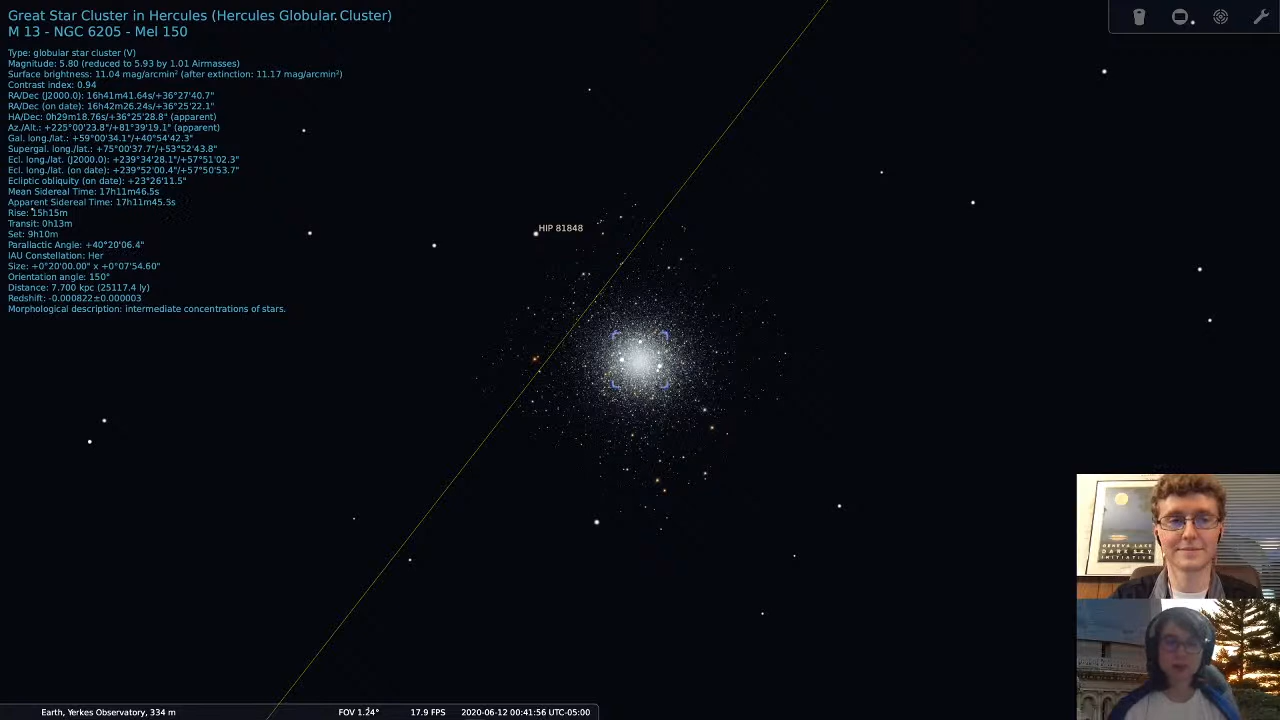 Great Star Cluster in Hercules (Hercules Globular Cluster)
M 13 - NGC 6205 - Mel 150
Type: globular star cluster (V)
Magnitude: 5.80 (reduced to 5.93 by 1.01 Airmasses)
Surface brightness: 11.04 mag/arcmin² (after extinction: 11.17 mag/arcmin²)
Contrast index: 0.94
RA/Dec (J2000.0): 16h41m41.64s/+36°27'40.7"
RA/Dec (on date): 16h42m26.24s/+36°25'22.1"
HA/Dec: 0h29m18.76s/+36°25'28.8" (apparent)
Az./Alt.: +225°00'23.8"/+81°39'19.1" (apparent)
Gal. long./lat.: +59°00'34.1"/+40°54'42.3"
Supergal. long./lat.: +75°00'37.7"/+53°52'43.8"
Ecl. long./lat. (J2000.0): +239°34'28.1"/+57°51'02.3"
Ecl. long./lat. (on date): +239°52'00.4"/+57°50'53.7"
Ecliptic obliquity (on date): +23°26'11.5"
Mean Sidereal Time: 17h11m46.5s
Apparent Sidereal Time: 17h11m45.5s
Rise: 15h15m
Transit: 0h13m
Set: 9h10m
Parallactic Angle: +40°20'06.4"
IAU Constellation: Her
Size: +0°20'00.00" x +0°07'54.60"
Orientation angle: 150°
Distance: 7.700 kpc (25117.4 ly)
Redshift: -0.000822±0.000003
Morphological description: intermediate concentrations of stars.
HIP 81848
GENEVA LAKE
DARK SKY
INITIATIVE
Earth, Yerkes Observatory, 334 m FOV 1.24° 17.9 FPS 2020-06-12 00:41:56 UTC-05:00